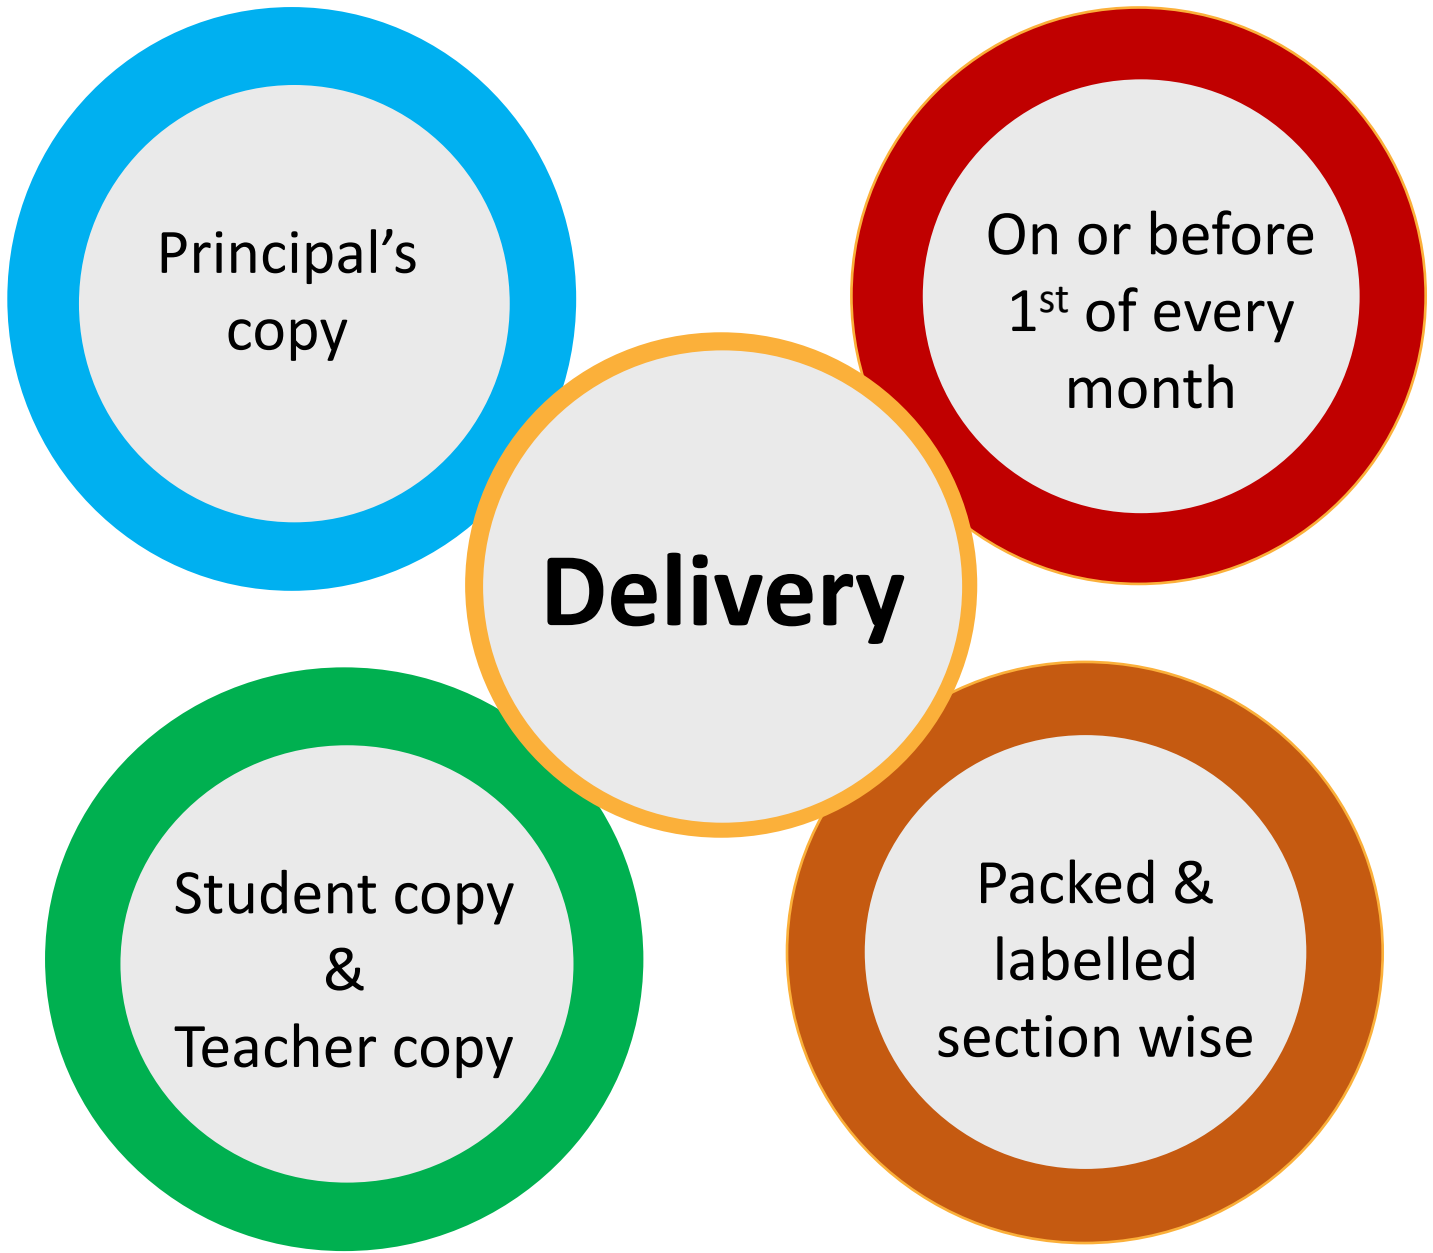 Principal’s
copy
On or before
1st of every
month
Delivery
Student copy
&
Teacher copy
Packed &
labelled
section wise